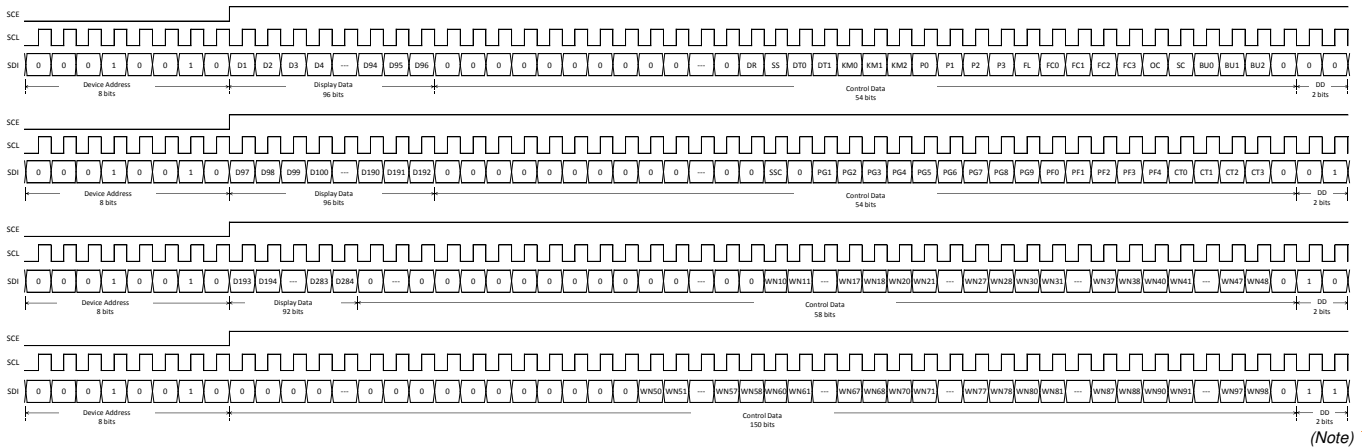 SCE
SCL
SDI 0 0 0 1 0 0 1 0 D1 D2 D3 D4 --- D94 D95 D96 0 0 0 0 0 0 0 0 0 0 --- 0 DR SS DT0 DT1 KM0 KM1 KM2 P0 P1 P2 P3 FL FC0 FC1 FC2 FC3 OC SC BU0 BU1 BU2 0 0 0
Device Address Display Data Control Data DD
8 bits 96 bits 54 bits 2 bits
SCE
SCL
SDI 0 0 0 1 0 0 1 0 D97 D98 D99 D100 --- D190 D191 D192 0 0 0 0 0 0 0 0 0 0 --- 0 0 SSC 0 PG1 PG2 PG3 PG4 PG5 PG6 PG7 PG8 PG9 PF0 PF1 PF2 PF3 PF4 CT0 CT1 CT2 CT3 0 0 1
Device Address Display Data Control Data DD
8 bits 96 bits 54 bits 2 bits
SCE
SCL
SDI 0 0 0 1 0 0 1 0 D193 D194 --- D283 D284 0 --- 0 0 0 0 0 0 0 0 0 0 0 --- 0 0 WN10 WN11 --- WN17 WN18 WN20 WN21 --- WN27 WN28 WN30 WN31 --- WN37 WN38 WN40 WN41 --- WN47 WN48 0 1 0
Device Address Display Data Control Data DD
8 bits 92 bits 58 bits 2 bits
SCE
SCL
SDI 0 0 0 1 0 0 1 0 0 0 0 0 --- 0 0 0 0 0 0 0 0 0 0 0 WN50 WN51 --- WN57 WN58 WN60 WN61 --- WN67 WN68 WN70 WN71 --- WN77 WN78 WN80 WN81 --- WN87 WN88 WN90 WN91 --- WN97 WN98 0 1 1
Device Address Control Data DD
8 bits 150 bits 2 bits
(Note)